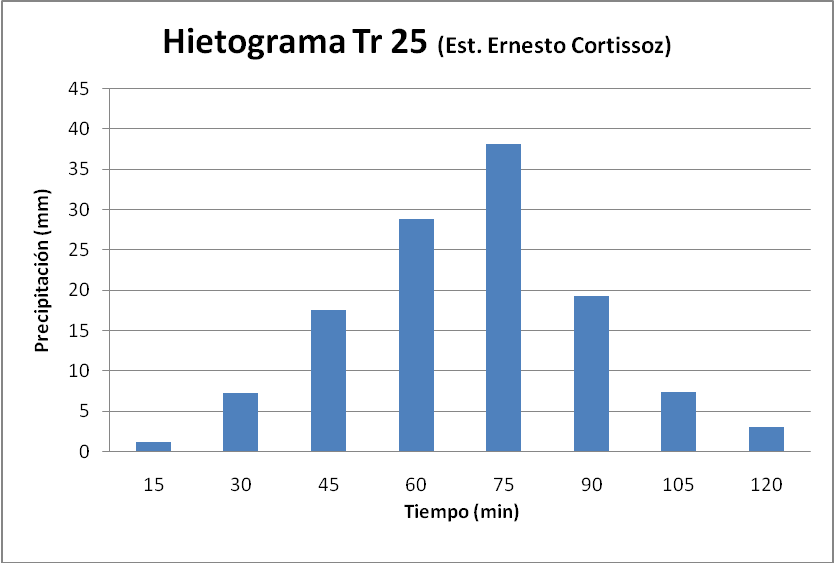 Hietograma Tr 25 (Est. Ernesto Cortissoz)
45
40
35
30
25
20
15
10
5
0
Precipitación (mm)
15 30 45 60 75 90 105 120
Tiempo (min)